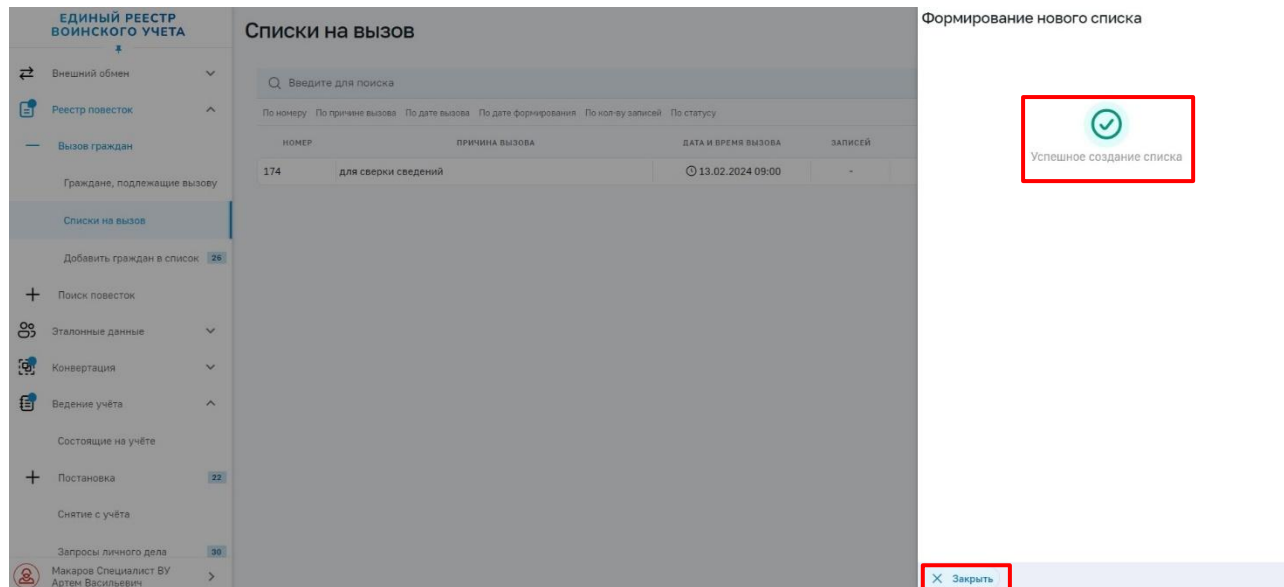 ЕДИНЫЙ РЕЕСТР
ВОИНСКОГО УЧЕТА
Внешний обмен
Реестр повесток
Вызов граждан
Граждане, подлежащие вызову
Списки на вызов
Добавить граждан в список 26
Поиск повесток
Эталонные данные
Конвертация
Ведение учёта
Состоящие на учёте
Постановка 22
Снятие с учёта
Запросы личного дела 30
Макаров Специалист ВУ
Артем Васильевич
Списки на вызов
Введите для поиска
По номеру По причине вызова По дате вызова По дате формирования По кол-ву записей По статусу
НОМЕР ПРИЧИНА ВЫЗОВА ДАТА И ВРЕМЯ ВЫЗОВА ЗАПИСЕЙ
174 для сверки сведений 13.02.2024 09:00 -
Формирование нового списка
Успешное создание списка
Закрыть